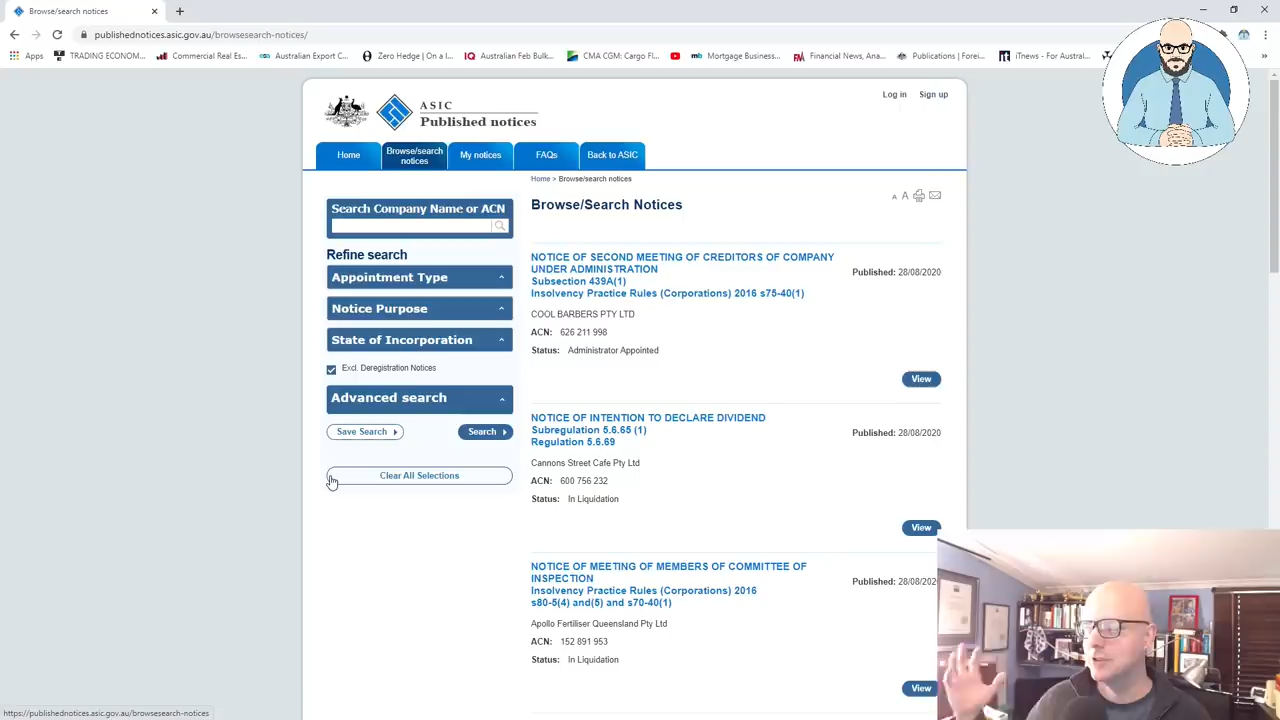 Browse/search notices
publishednotices.asic.gov.au/browsesearch-notices/
Apps
TRADING ECONOM...
Commercial Real Es...
Australian Export C...
Zero Hedge | On a l...
Australian Feb Bulk...
CMA CGM: Cargo Fl...
Mortgage Business...
Financial News, Ana...
Publications | Forei...
iTnews - For Austral...
Log in
Sign up
ASIC
Published notices
Home
Browse/search
notices
My notices
FAQs
Back to ASIC
Home > Browse/search notices
A A
Search Company Name or ACN
Browse/Search Notices
Refine search
Appointment Type
Notice Purpose
State of Incorporation
Excl. Deregistration Notices
Advanced search
Save Search
Search
Clear All Selections
NOTICE OF SECOND MEETING OF CREDITORS OF COMPANY
UNDER ADMINISTRATION
Subsection 439A(1)
Insolvency Practice Rules (Corporations) 2016 s75-40(1)
Published: 28/08/2020
COOL BARBERS PTY LTD
ACN: 626 211 998
Status: Administrator Appointed
View
NOTICE OF INTENTION TO DECLARE DIVIDEND
Subregulation 5.6.65 (1)
Regulation 5.6.69
Published: 28/08/2020
Cannons Street Cafe Pty Ltd
ACN: 600 756 232
Status: In Liquidation
View
NOTICE OF MEETING OF MEMBERS OF COMMITTEE OF
INSPECTION
Insolvency Practice Rules (Corporations) 2016
s80-5(4) and(5) and s70-40(1)
Published: 28/08/202
Apollo Fertiliser Queensland Pty Ltd
ACN: 152 891 953
Status: In Liquidation
View
https://publishednotices.asic.gov.au/browsesearch-notices